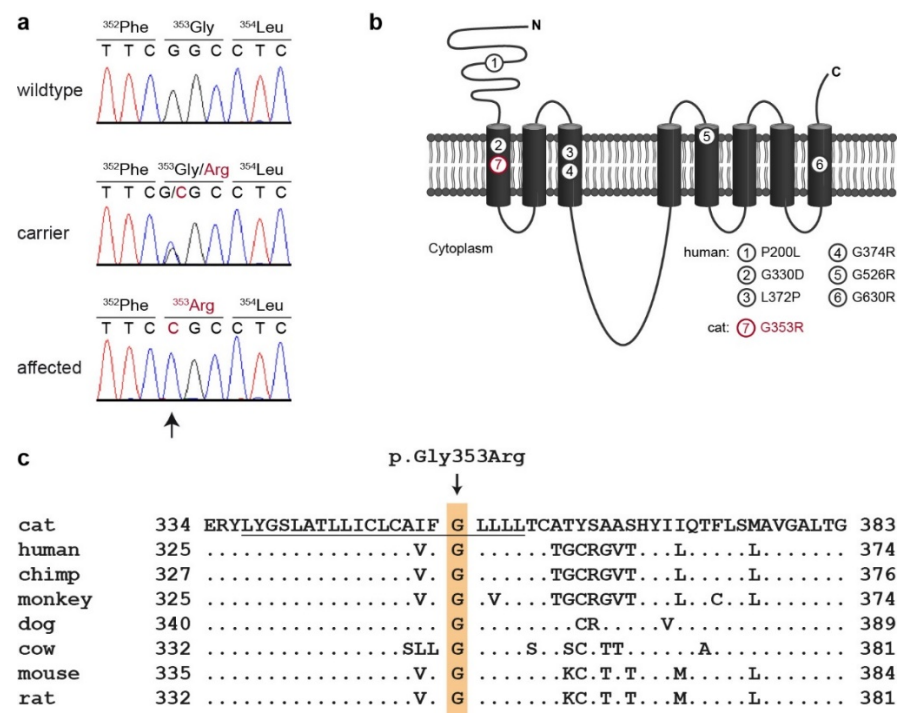 a
352Phe 353Gly 354Leu
T T C G G C C T C
wildtype
352Phe 353Gly/Arg 354Leu
T T C G/C G C C T C
carrier
352Phe 353Arg 354Leu
T T C C G C C T C
affected
b
N
1
C
2
7
3
4
5
6
Cytoplasm
human: 1 P200L 4 G374R
2 G330D 5 G526R
3 L372P 6 G630R
cat: 7 G353R
c
p.Gly353Arg
cat 334 ERYLYGSLATLLICLCAIF G LLLLTCATYSAASHYIIQTFLSMAVGALTG 383
human 325 .................V. G .....TGCRGVT...L.....M....... 374
chimp 327 .................V. G .....TGCRGVT...L.....M....... 376
monkey 325 .................V. G .V...TGCRGVT...L..F..M....... 374
dog 340 ................... G .......CR.....V............. 389
cow 332 ................SLL G ....S..SC.TT......A.......... 381
mouse 335 .................V. G ......KC.T.T...M.....L....... 384
rat 332 .................V. G ......KC.T.T...M.....L....... 381